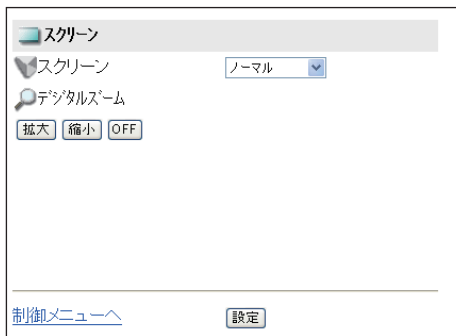 スクリーン
スクリーン ノーマル
デジタルズーム
拡大 縮小 OFF
制御メニューへ 設定